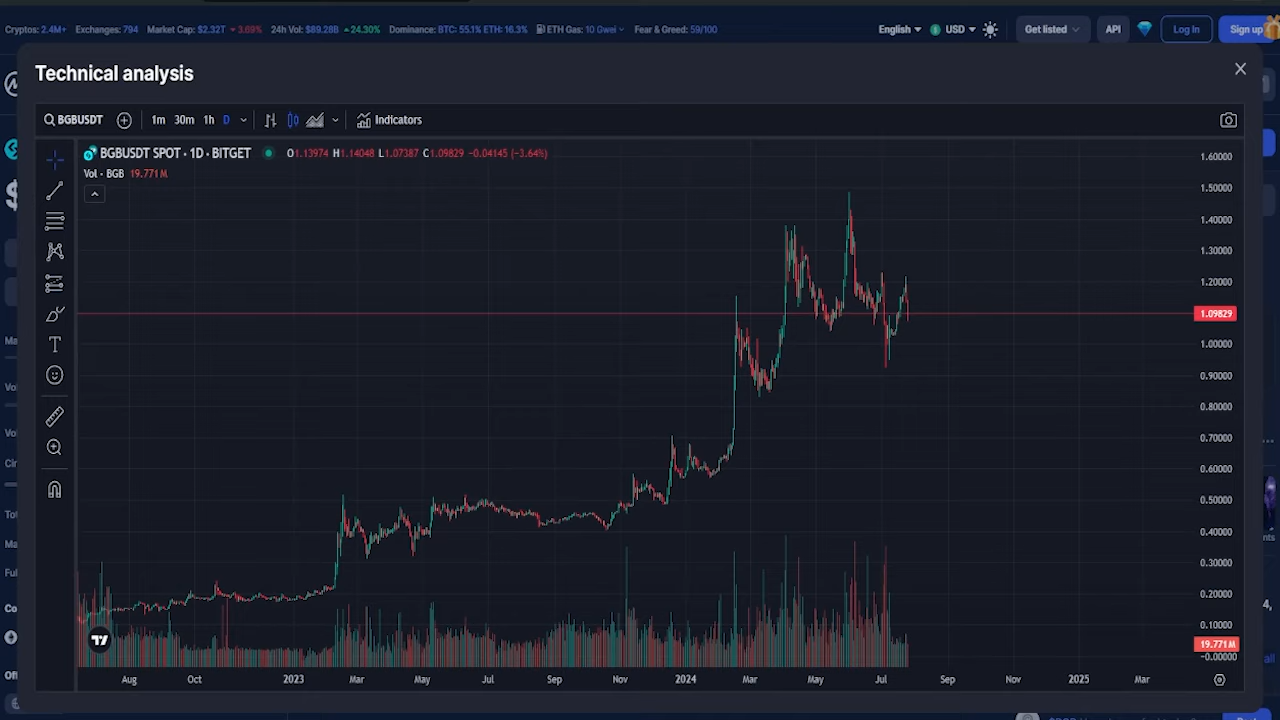 Cryptos: 2.4M+ Exchanges: 794 Market Cap: $2.32T 3.69% 24h Vol: $89.28B 24.30% Dominance: BTC: 55.1% ETH: 16.3% ETH Gas: 10 Gwei Fear & Greed: 59/100 English USD Get listed API Log In Sign up
Technical analysis
BGBUSDT 1m 30m 1h D Indicators
BGBUSDT SPOT · 1D · BITGET O1.13974 H1.14048 L1.07387 C1.09829 -0.04145 (-3.64%)
Vol · BGB 19.771M
1.60000
1.50000
1.40000
1.30000
1.20000
1.09829
1.00000
0.90000
0.80000
0.70000
0.60000
0.50000
0.40000
0.30000
0.20000
0.10000
19.771M
-0.00000
Aug Oct 2023 Mar May Jul Sep Nov 2024 Mar May Jul Sep Nov 2025 Mar